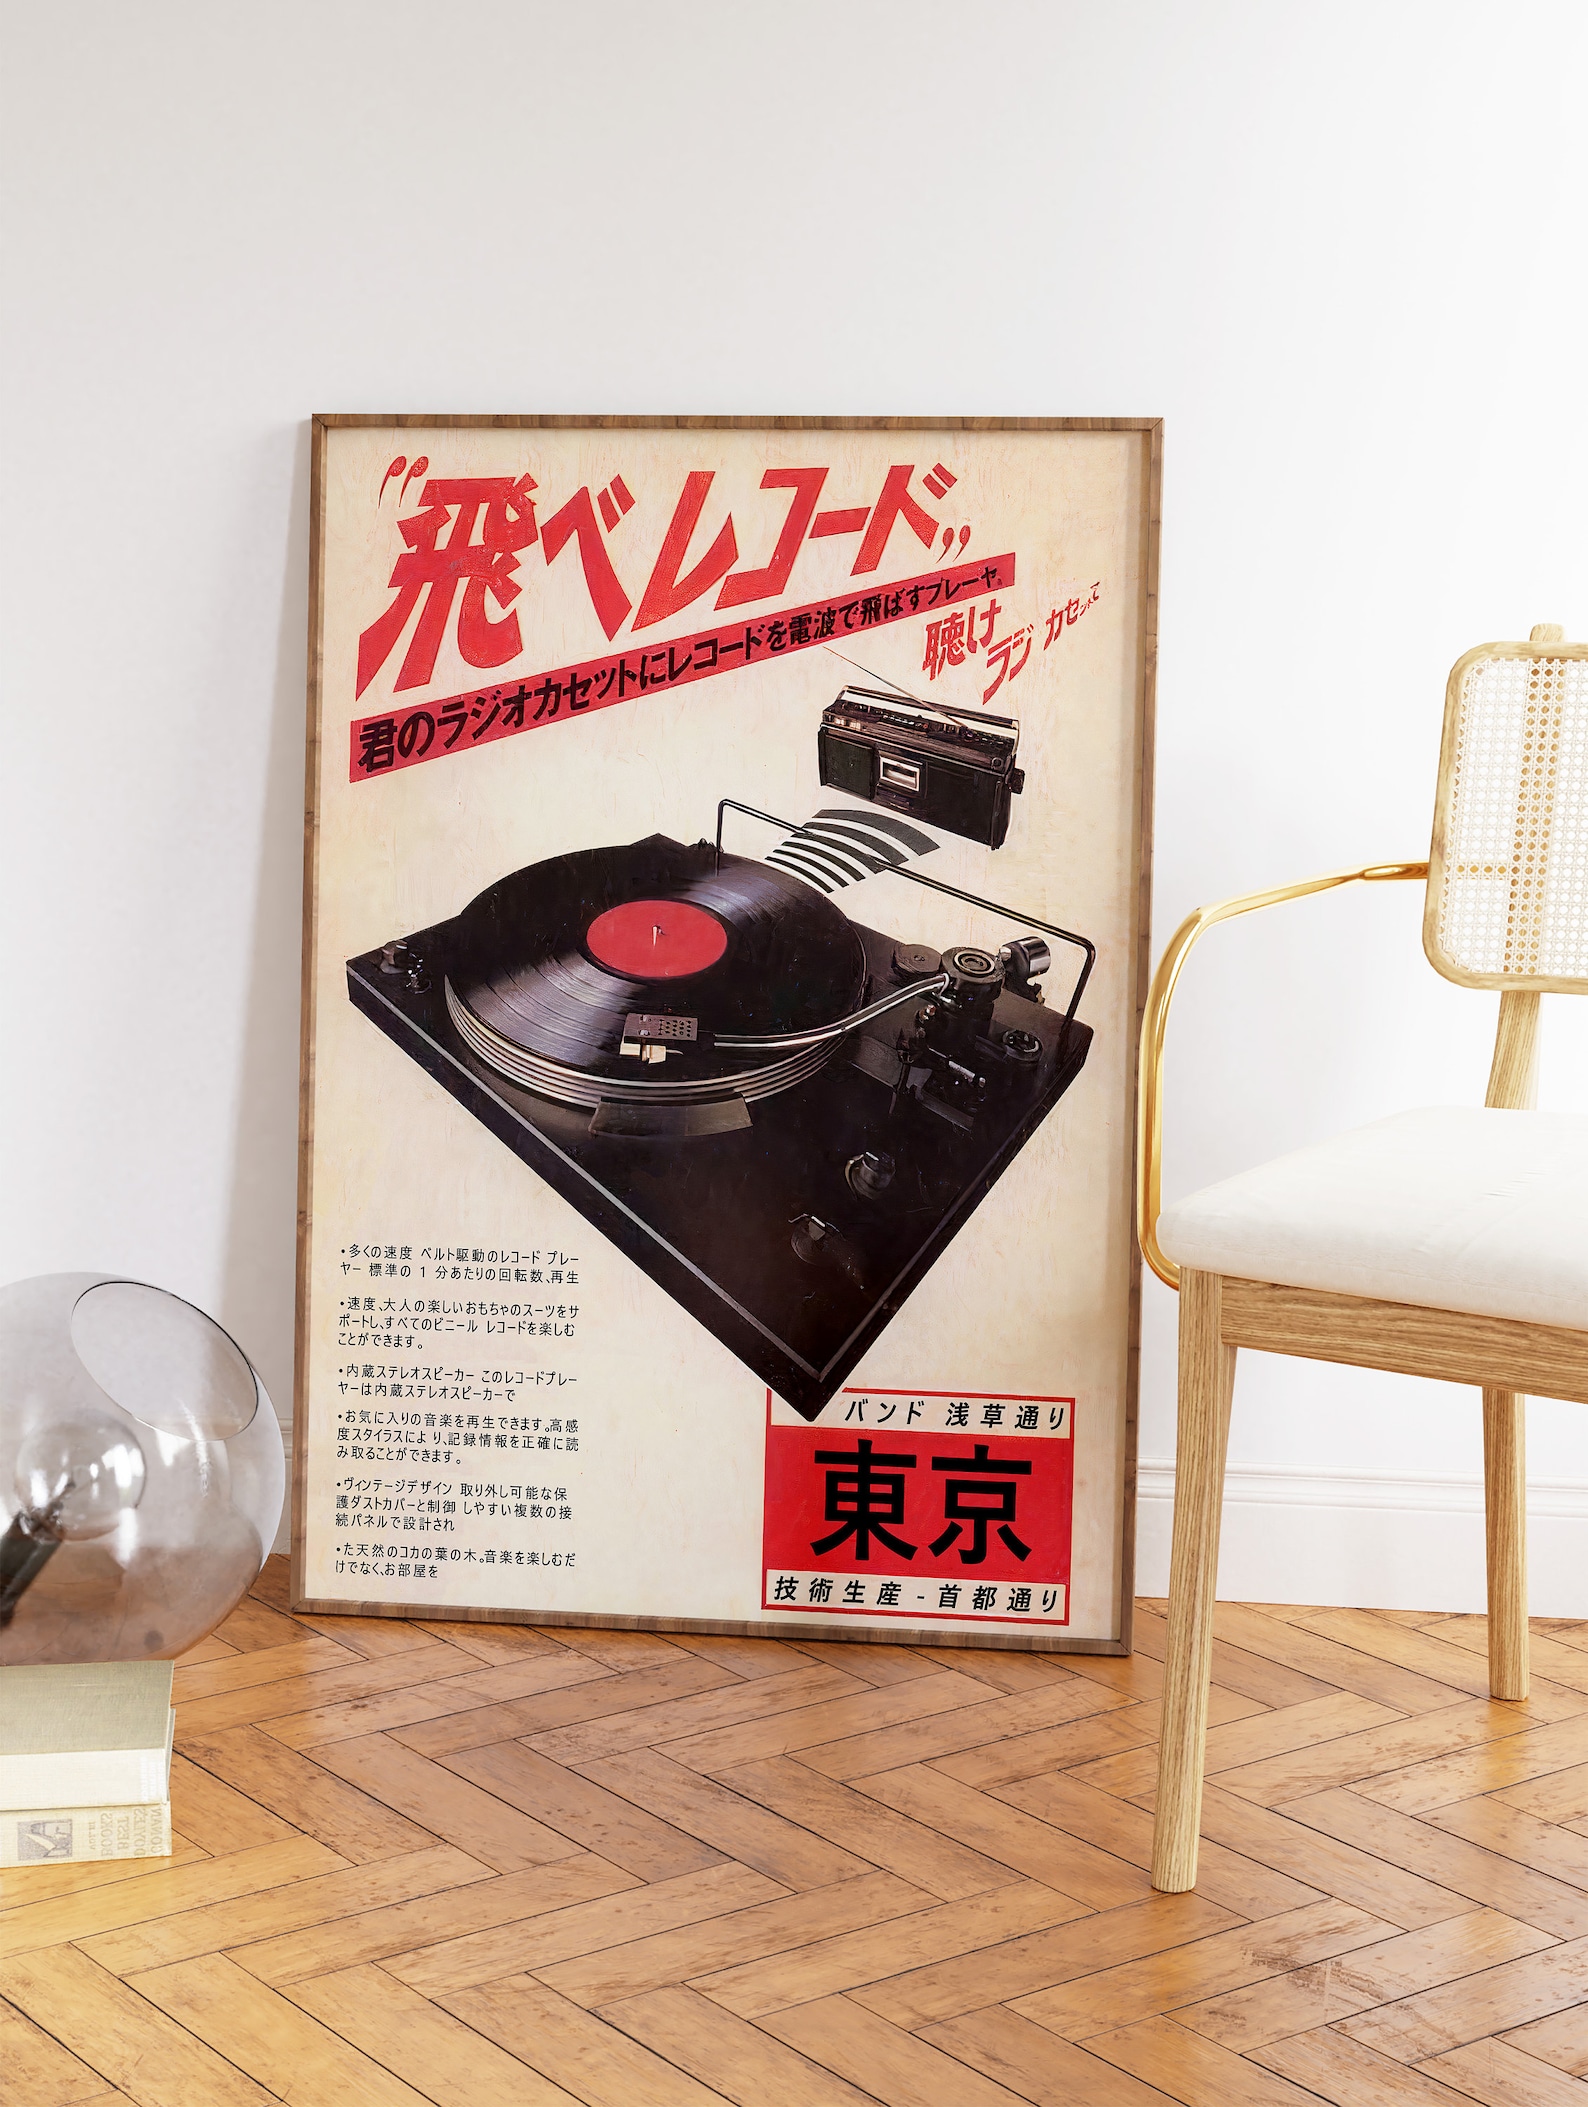 “飛べレコード”
君のラジオカセットにレコードを電波で飛ばすプレーヤ。
聴け
ラジ カセットで
・多くの速度 ベルト駆動のレコード プレー
ヤー 標準の 1 分あたりの回転数、再生
・速度、大人の楽しいおもちゃのスーツをサ
ポートし、すべてのビニール レコードを楽しむ
ことができます。
・内蔵ステレオスピーカー このレコードプレー
ヤーは内蔵ステレオスピーカーで
・お気に入りの音楽を再生できます。高感
度スタイラスにより、記録情報を正確に読
み取ることができます。
・ヴィンテージデザイン 取り外し可能な保
護ダストカバーと制御 しやすい複数の接
続パネルで設計され
・た天然のコカの葉の木。音楽を楽しむだ
けでなく、お部屋を
バンド 浅草通り
東京
技術生産 - 首都通り